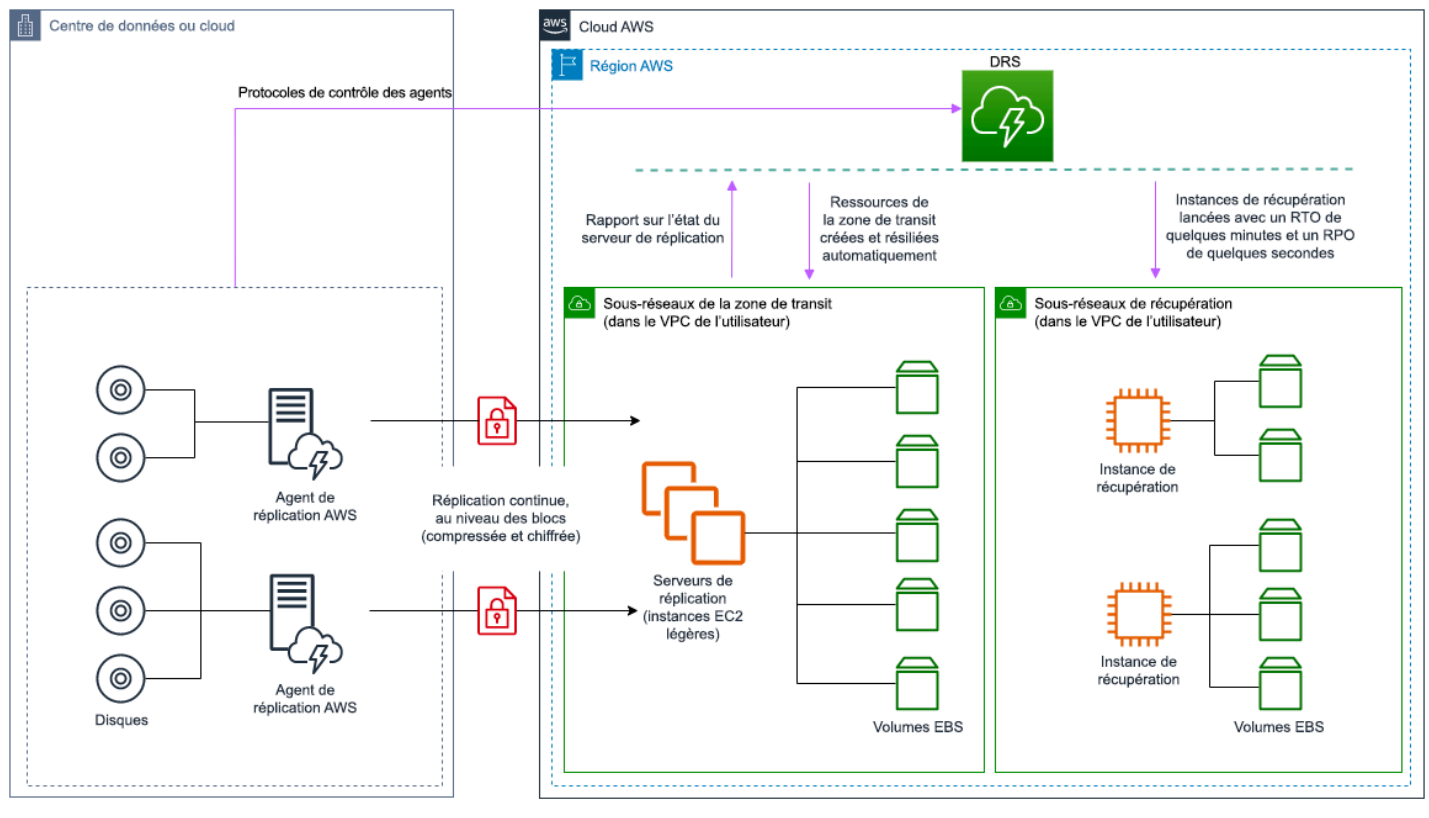 Centre de données ou cloud
aws
Cloud AWS
Région AWS
DRS
Protocoles de contrôle des agents
Rapport sur l'état du
serveur de réplication
Ressources de
la zone de transit
créées et résiliées
automatiquement
Instances de récupération
lancées avec un RTO de
quelques minutes et un RPO
de quelques secondes
Sous-réseaux de la zone de transit
(dans le VPC de l'utilisateur)
Sous-réseaux de récupération
(dans le VPC de l'utilisateur)
Agent de
réplication AWS
Réplication continue,
au niveau des blocs
(compressée et chiffrée)
Instance de
récupération
Serveurs de
réplication
(instances EC2
légères)
Agent de
réplication AWS
Instance de
récupération
Disques
Volumes EBS
Volumes EBS